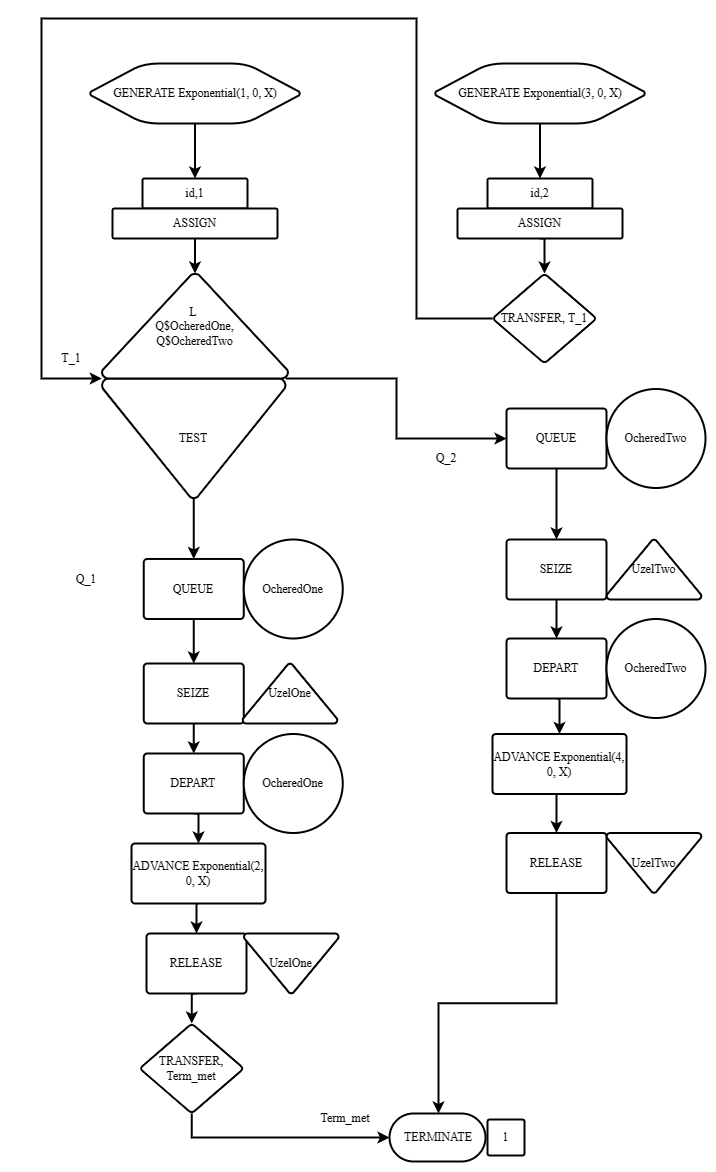 GENERATE Exponential(1, 0, X)
GENERATE Exponential(3, 0, X)
id,1
ASSIGN
id,2
ASSIGN
L
Q$OcheredOne,
Q$OcheredTwo
TRANSFER, T_1
T_1
TEST
QUEUE
OcheredTwo
Q_2
SEIZE
UzelTwo
Q_1
QUEUE
OcheredOne
DEPART
OcheredTwo
SEIZE
UzelOne
ADVANCE Exponential(4,
0, X)
DEPART
OcheredOne
RELEASE
UzelTwo
ADVANCE Exponential(2,
0, X)
RELEASE
UzelOne
TRANSFER,
Term_met
Term_met
TERMINATE
1